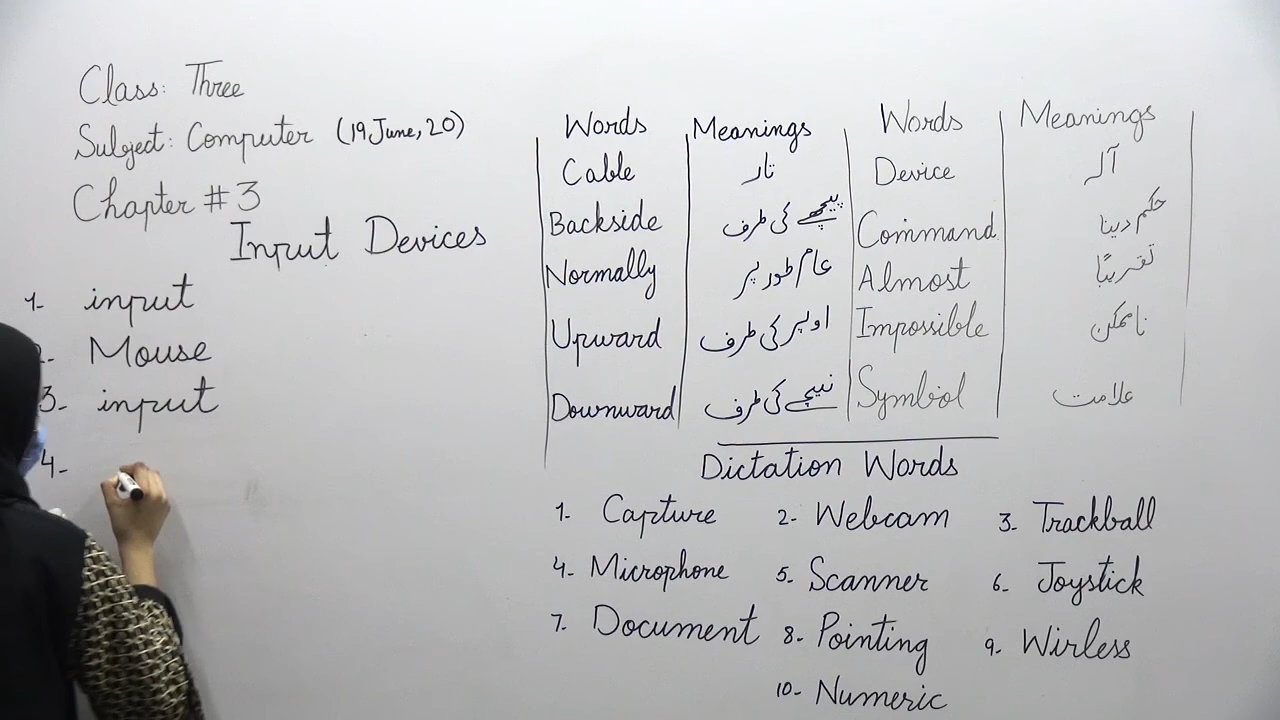 Class: Three
Subject: Computer (19 June, 20)
Chapter # 3
Input Devices
1- input
2- Mouse
3- input
4-
Words Meanings Words Meanings
Cable تار Device آلہ
Backside پیچھے کی طرف Command حکم دینا
Normally عام طور پر Almost تقریباً
Upward اوپر کی طرف Impossible ناممکن
Downward نیچے کی طرف Symbol علامت
Dictation Words
1- Capture 2- Webcam 3- Trackball
4- Microphone 5- Scanner 6- Joystick
7- Document 8- Pointing 9- Wirless
10- Numeric